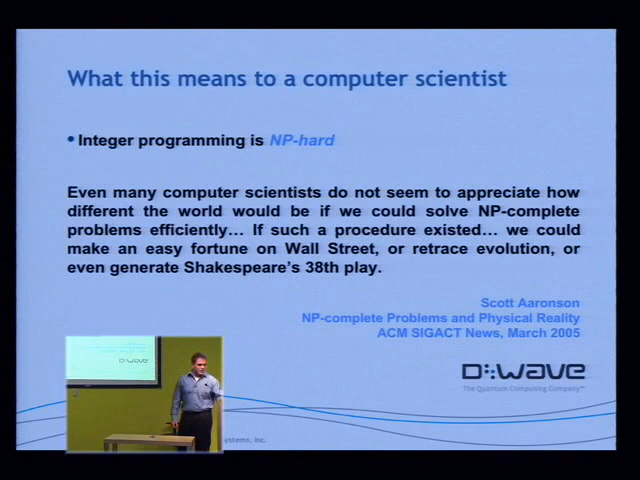 What this means to a computer scientist
• Integer programming is NP-hard
Even many computer scientists do not seem to appreciate how
different the world would be if we could solve NP-complete
problems efficiently… If such a procedure existed… we could
make an easy fortune on Wall Street, or retrace evolution, or
even generate Shakespeare's 38th play.
Scott Aaronson
NP-complete Problems and Physical Reality
ACM SIGACT News, March 2005
D:wave
The Quantum Computing Company™
D:wave
ystems, Inc.